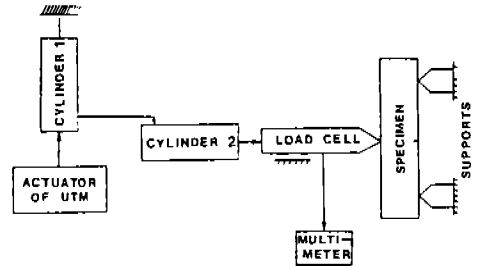 CYLINDER 1
ACTUATOR
OF UTM
CYLINDER 2
LOAD CELL
MULTI-
METER
SPECIMEN
SUPPORTS